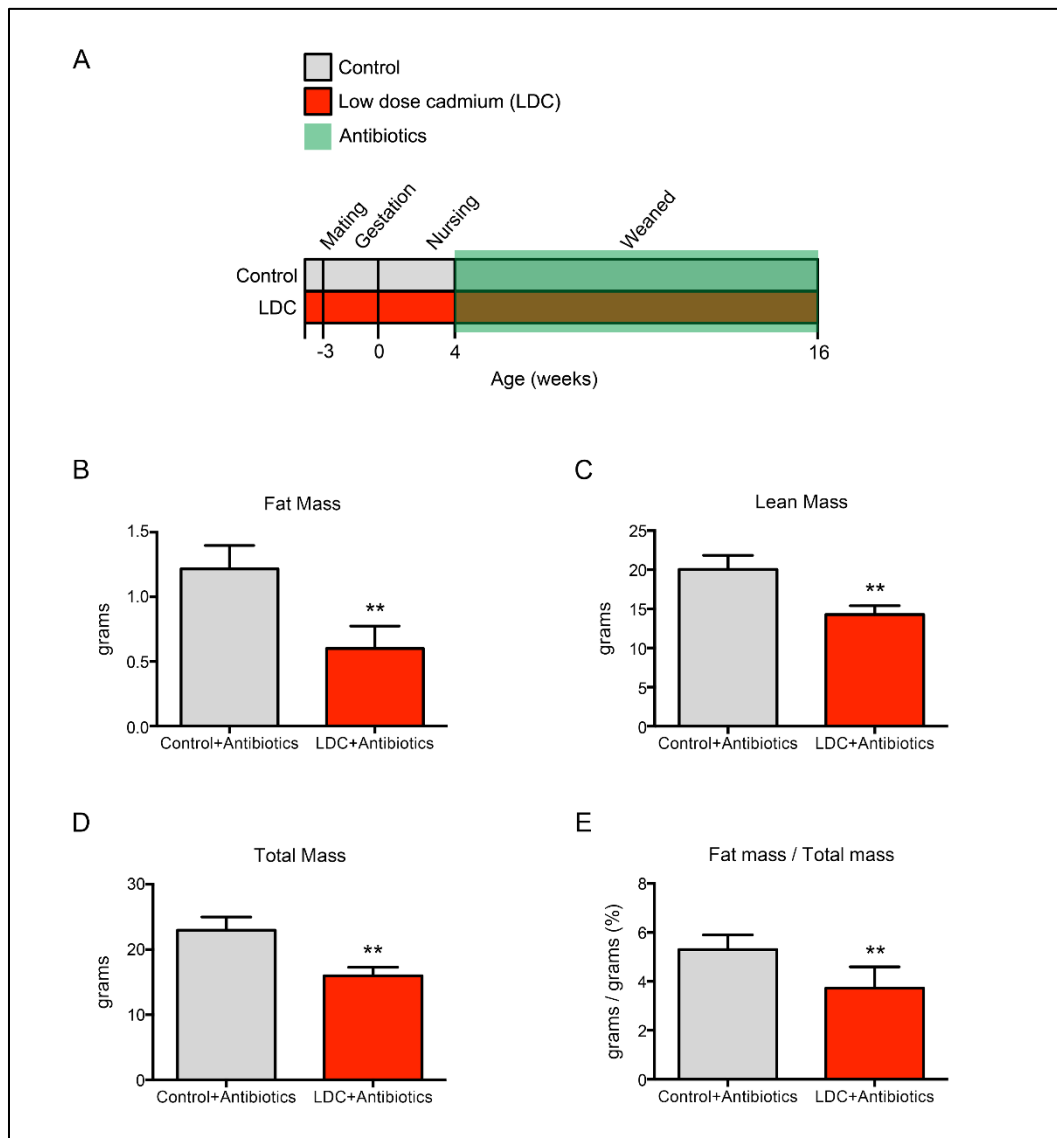 A
Control
Low dose cadmium (LDC)
Antibiotics
Mating
Gestation
Nursing
Weaned
Control
LDC
-3 0 4 16
Age (weeks)
B
Fat Mass
grams
1.5
1.0
0.5
0.0
**
Control+Antibiotics LDC+Antibiotics
C
Lean Mass
grams
25
20
15
10
5
0
**
Control+Antibiotics LDC+Antibiotics
D
Total Mass
grams
30
20
10
0
**
Control+Antibiotics LDC+Antibiotics
E
Fat mass / Total mass
grams / grams (%)
8
6
4
2
0
**
Control+Antibiotics LDC+Antibiotics